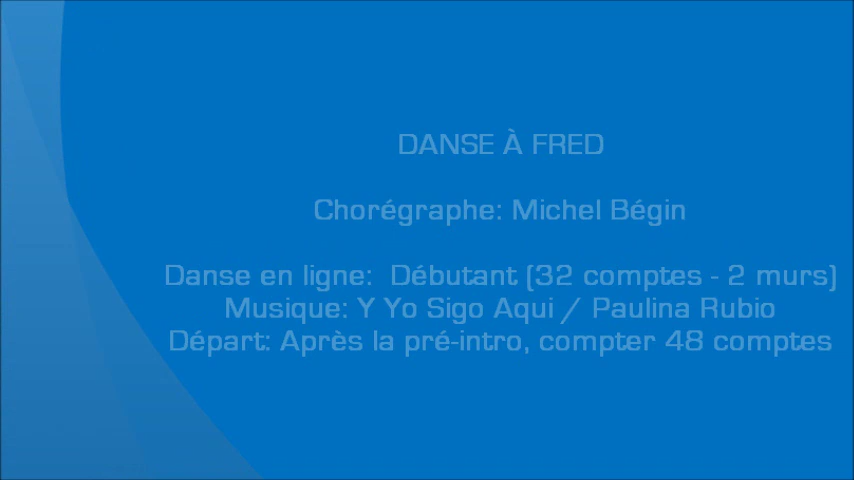 DANSE À FRED
Chorégraphe: Michel Bégin
Danse en ligne:  Débutant (32 comptes - 2 murs)
Musique: Y Yo Sigo Aqui / Paulina Rubio
Départ: Après la pré-intro, compter 48 comptes